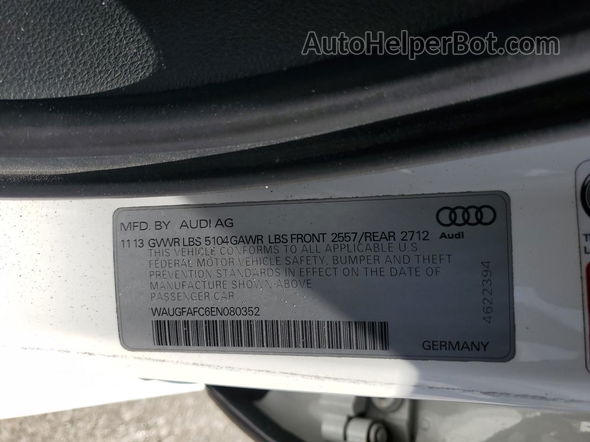 AutoHelperBot.com
MFD. BY AUDI AG
Audi
11 13 GVWR LBS 5104 GAWR LBS FRONT 2557/REAR 2712
THIS VEHICLE CONFORMS TO ALL APPLICABLE U.S
FEDERAL MOTOR VEHICLE SAFETY, BUMPER AND THEFT
PREVENTION STANDARDS IN EFFECT ON THE DATE OF
MANUFACTURE SHOWN ABOVE
PASSENGER CAR
WAUGFAFC6EN080352
4622394
GERMANY